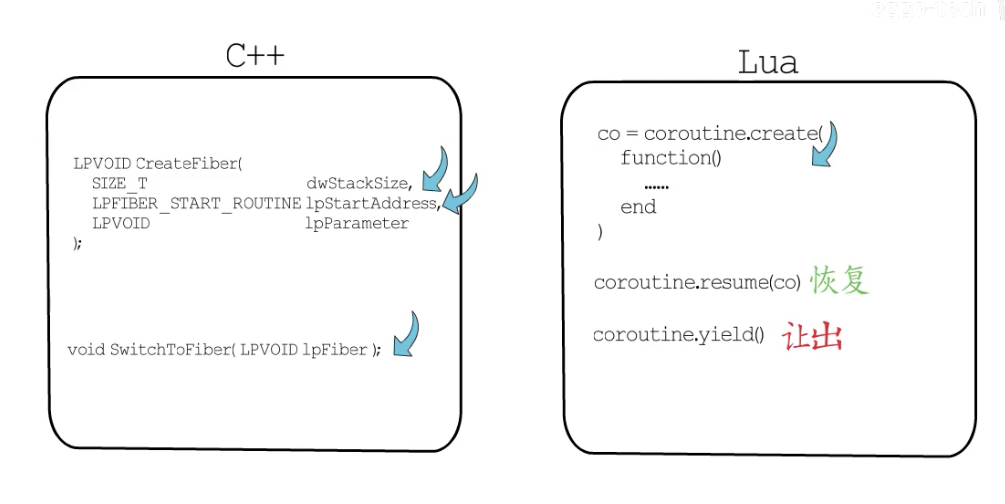 C++
LPVOID CreateFiber(
SIZE_T dwStackSize,
LPFIBER_START_ROUTINE lpStartAddress,
LPVOID lpParameter
);
void SwitchToFiber( LPVOID lpFiber );
Lua
co = coroutine.create(
function()
......
end
)
coroutine.resume(co) 恢复
coroutine.yield() 让出